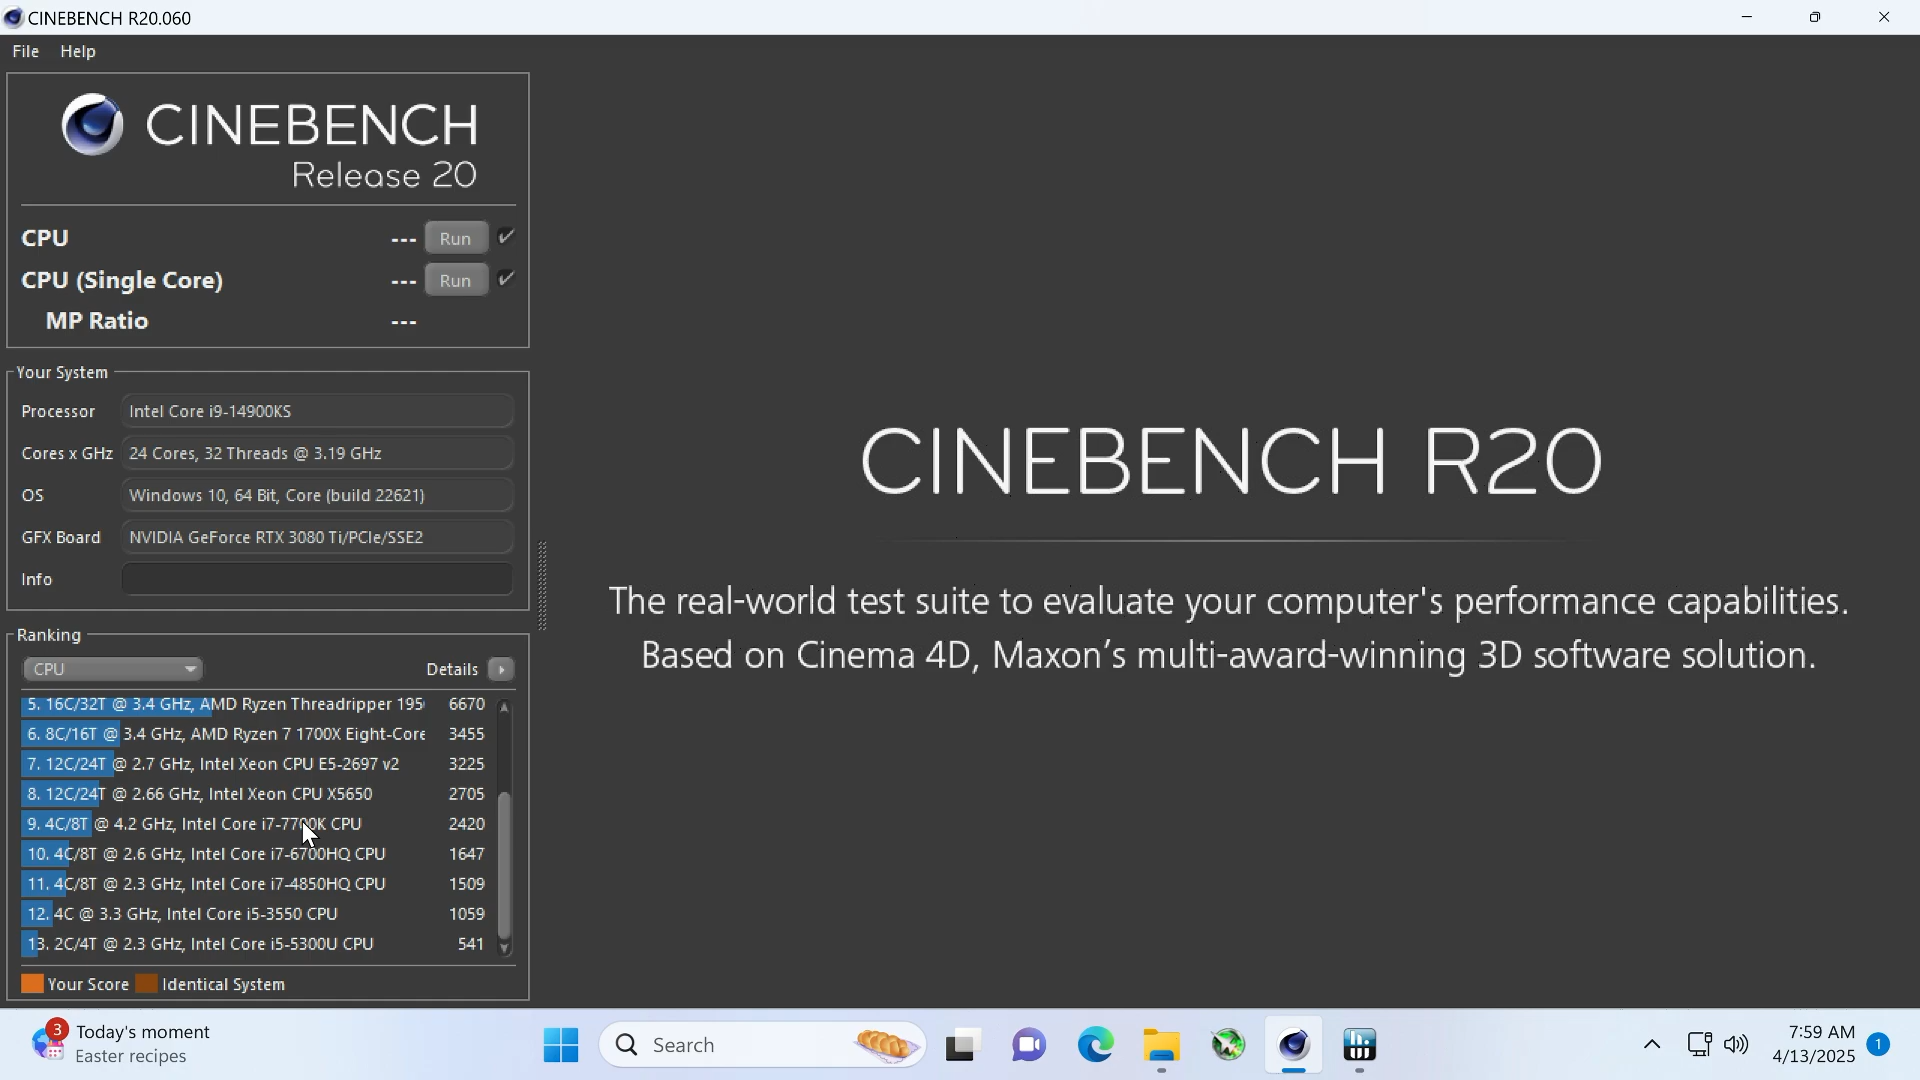 CINEBENCH R20.060
File Help
CINEBENCH
Release 20
CPU --- Run
CPU (Single Core) --- Run
MP Ratio ---
Your System
Processor Intel Core i9-14900KS
Cores x GHz 24 Cores, 32 Threads @ 3.19 GHz
OS Windows 10, 64 Bit, Core (build 22621)
GFX Board NVIDIA GeForce RTX 3080 Ti/PCIe/SSE2
Info
Ranking
CPU Details
5. 16C/32T @ 3.4 GHz, AMD Ryzen Threadripper 195 6670
6. 8C/16T @ 3.4 GHz, AMD Ryzen 7 1700X Eight-Core 3455
7. 12C/24T @ 2.7 GHz, Intel Xeon CPU E5-2697 v2 3225
8. 12C/24T @ 2.66 GHz, Intel Xeon CPU X5650 2705
9. 4C/8T @ 4.2 GHz, Intel Core i7-7700K CPU 2420
10. 4C/8T @ 2.6 GHz, Intel Core i7-6700HQ CPU 1647
11. 4C/8T @ 2.3 GHz, Intel Core i7-4850HQ CPU 1509
12. 4C @ 3.3 GHz, Intel Core i5-3550 CPU 1059
13. 2C/4T @ 2.3 GHz, Intel Core i5-5300U CPU 541
Your Score Identical System
CINEBENCH R20
The real-world test suite to evaluate your computer's performance capabilities.
Based on Cinema 4D, Maxon's multi-award-winning 3D software solution.
3
Today's moment
Easter recipes
Search
7:59 AM
4/13/2025
1